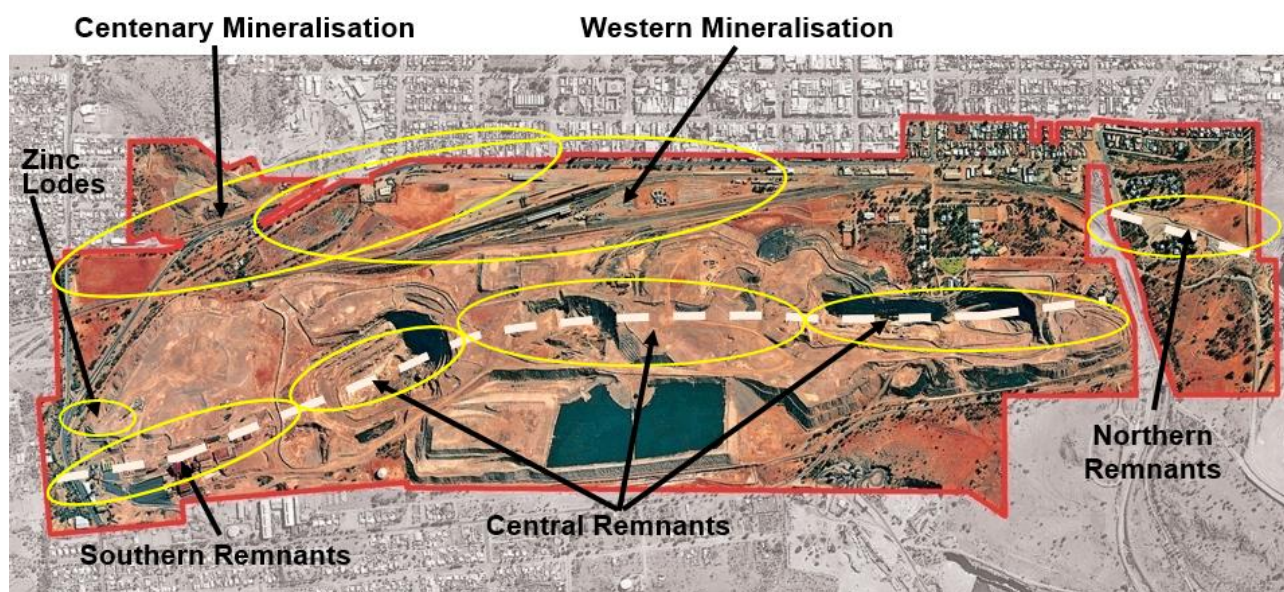 Centenary Mineralisation
Western Mineralisation
Zinc
Lodes
Northern
Remnants
Central Remnants
Southern Remnants